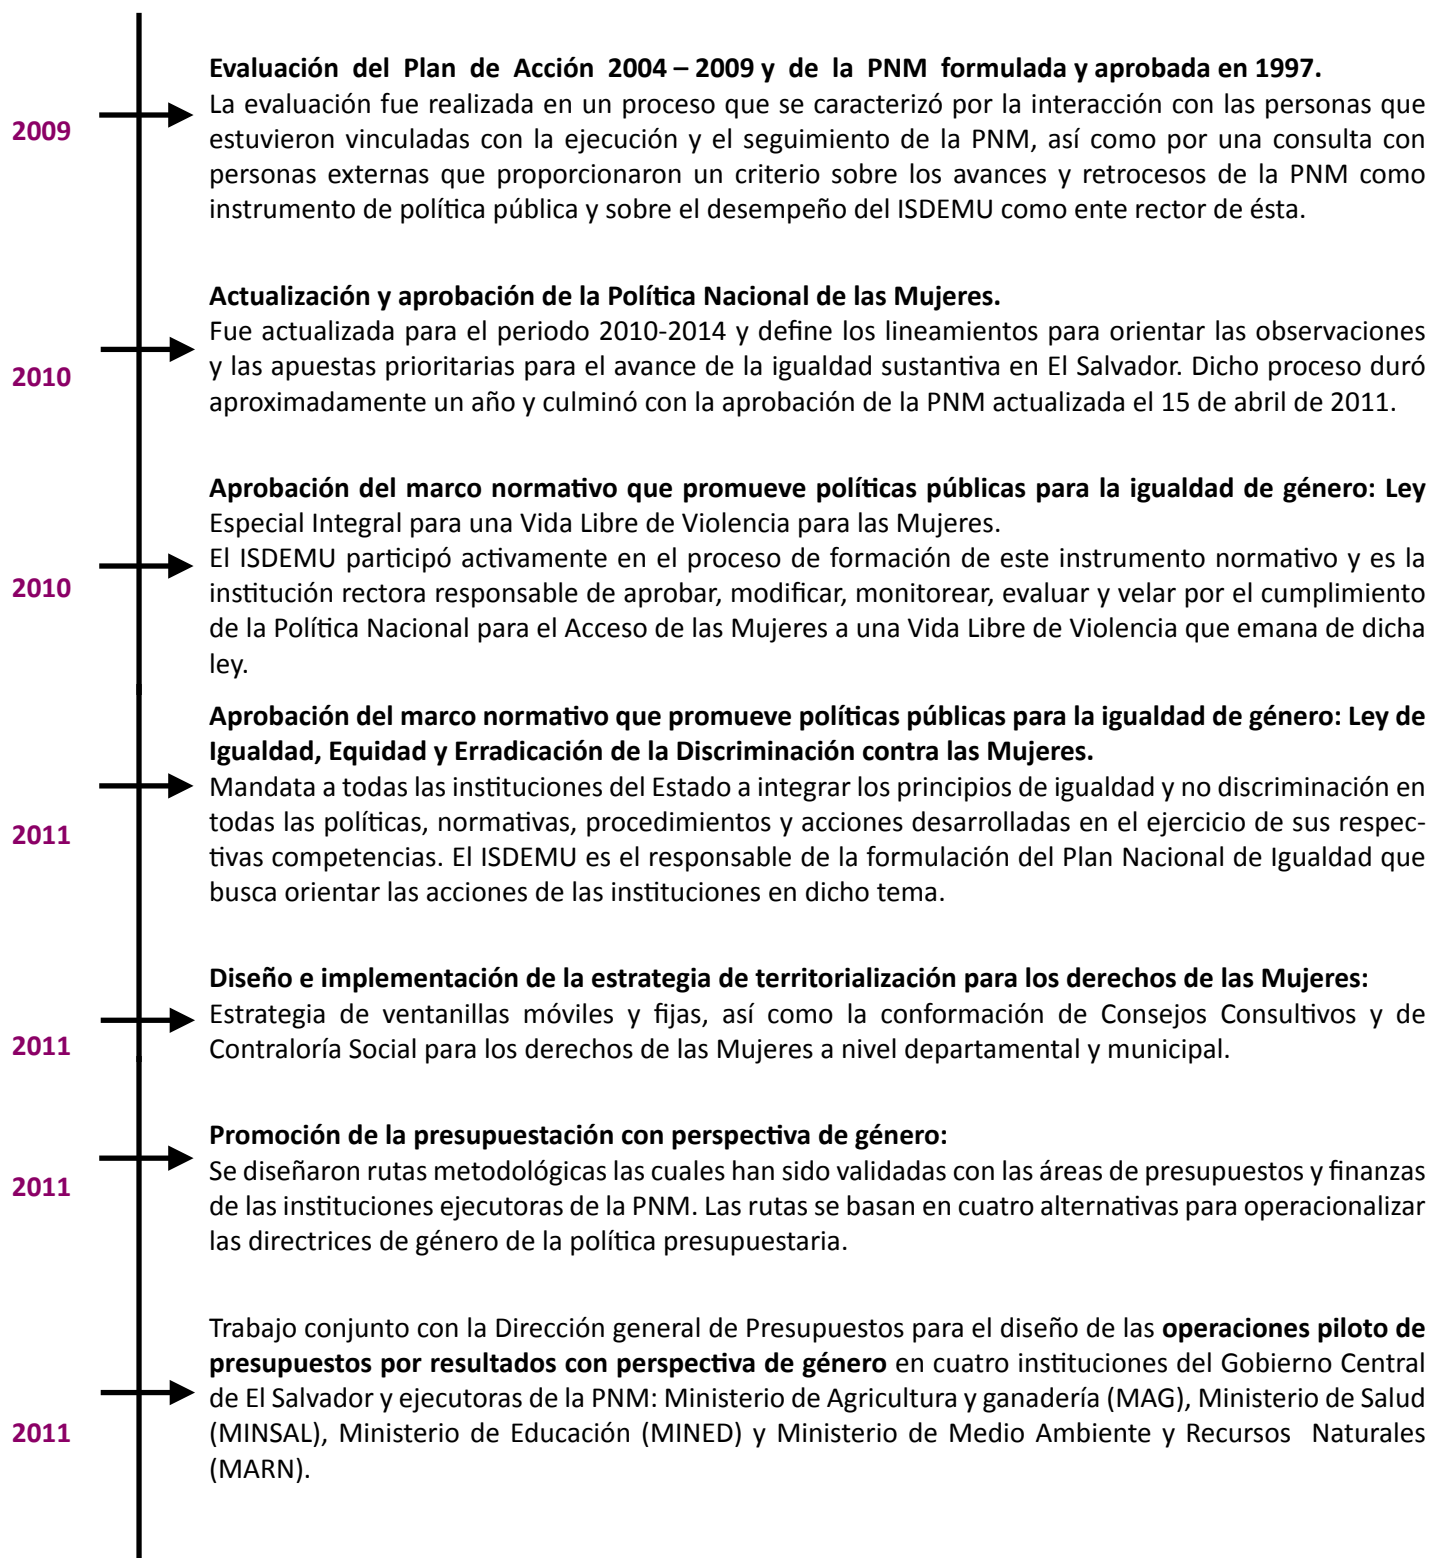 Evaluación del Plan de Acción 2004 – 2009 y de la PNM formulada y aprobada en 1997.
2009
La evaluación fue realizada en un proceso que se caracterizó por la interacción con las personas que
estuvieron vinculadas con la ejecución y el seguimiento de la PNM, así como por una consulta con
personas externas que proporcionaron un criterio sobre los avances y retrocesos de la PNM como
instrumento de política pública y sobre el desempeño del ISDEMU como ente rector de ésta.
Actualización y aprobación de la Política Nacional de las Mujeres.
2010
Fue actualizada para el periodo 2010-2014 y define los lineamientos para orientar las observaciones
y las apuestas prioritarias para el avance de la igualdad sustantiva en El Salvador. Dicho proceso duró
aproximadamente un año y culminó con la aprobación de la PNM actualizada el 15 de abril de 2011.
Aprobación del marco normativo que promueve políticas públicas para la igualdad de género: Ley
Especial Integral para una Vida Libre de Violencia para las Mujeres.
2010
El ISDEMU participó activamente en el proceso de formación de este instrumento normativo y es la
institución rectora responsable de aprobar, modificar, monitorear, evaluar y velar por el cumplimiento
de la Política Nacional para el Acceso de las Mujeres a una Vida Libre de Violencia que emana de dicha
ley.
Aprobación del marco normativo que promueve políticas públicas para la igualdad de género: Ley de
Igualdad, Equidad y Erradicación de la Discriminación contra las Mujeres.
2011
Mandata a todas las instituciones del Estado a integrar los principios de igualdad y no discriminación en
todas las políticas, normativas, procedimientos y acciones desarrolladas en el ejercicio de sus respec-
tivas competencias. El ISDEMU es el responsable de la formulación del Plan Nacional de Igualdad que
busca orientar las acciones de las instituciones en dicho tema.
Diseño e implementación de la estrategia de territorialización para los derechos de las Mujeres:
2011
Estrategia de ventanillas móviles y fijas, así como la conformación de Consejos Consultivos y de
Contraloría Social para los derechos de las Mujeres a nivel departamental y municipal.
Promoción de la presupuestación con perspectiva de género:
2011
Se diseñaron rutas metodológicas las cuales han sido validadas con las áreas de presupuestos y finanzas
de las instituciones ejecutoras de la PNM. Las rutas se basan en cuatro alternativas para operacionalizar
las directrices de género de la política presupuestaria.
2011
Trabajo conjunto con la Dirección general de Presupuestos para el diseño de las operaciones piloto de
presupuestos por resultados con perspectiva de género en cuatro instituciones del Gobierno Central
de El Salvador y ejecutoras de la PNM: Ministerio de Agricultura y ganadería (MAG), Ministerio de Salud
(MINSAL), Ministerio de Educación (MINED) y Ministerio de Medio Ambiente y Recursos Naturales
(MARN).